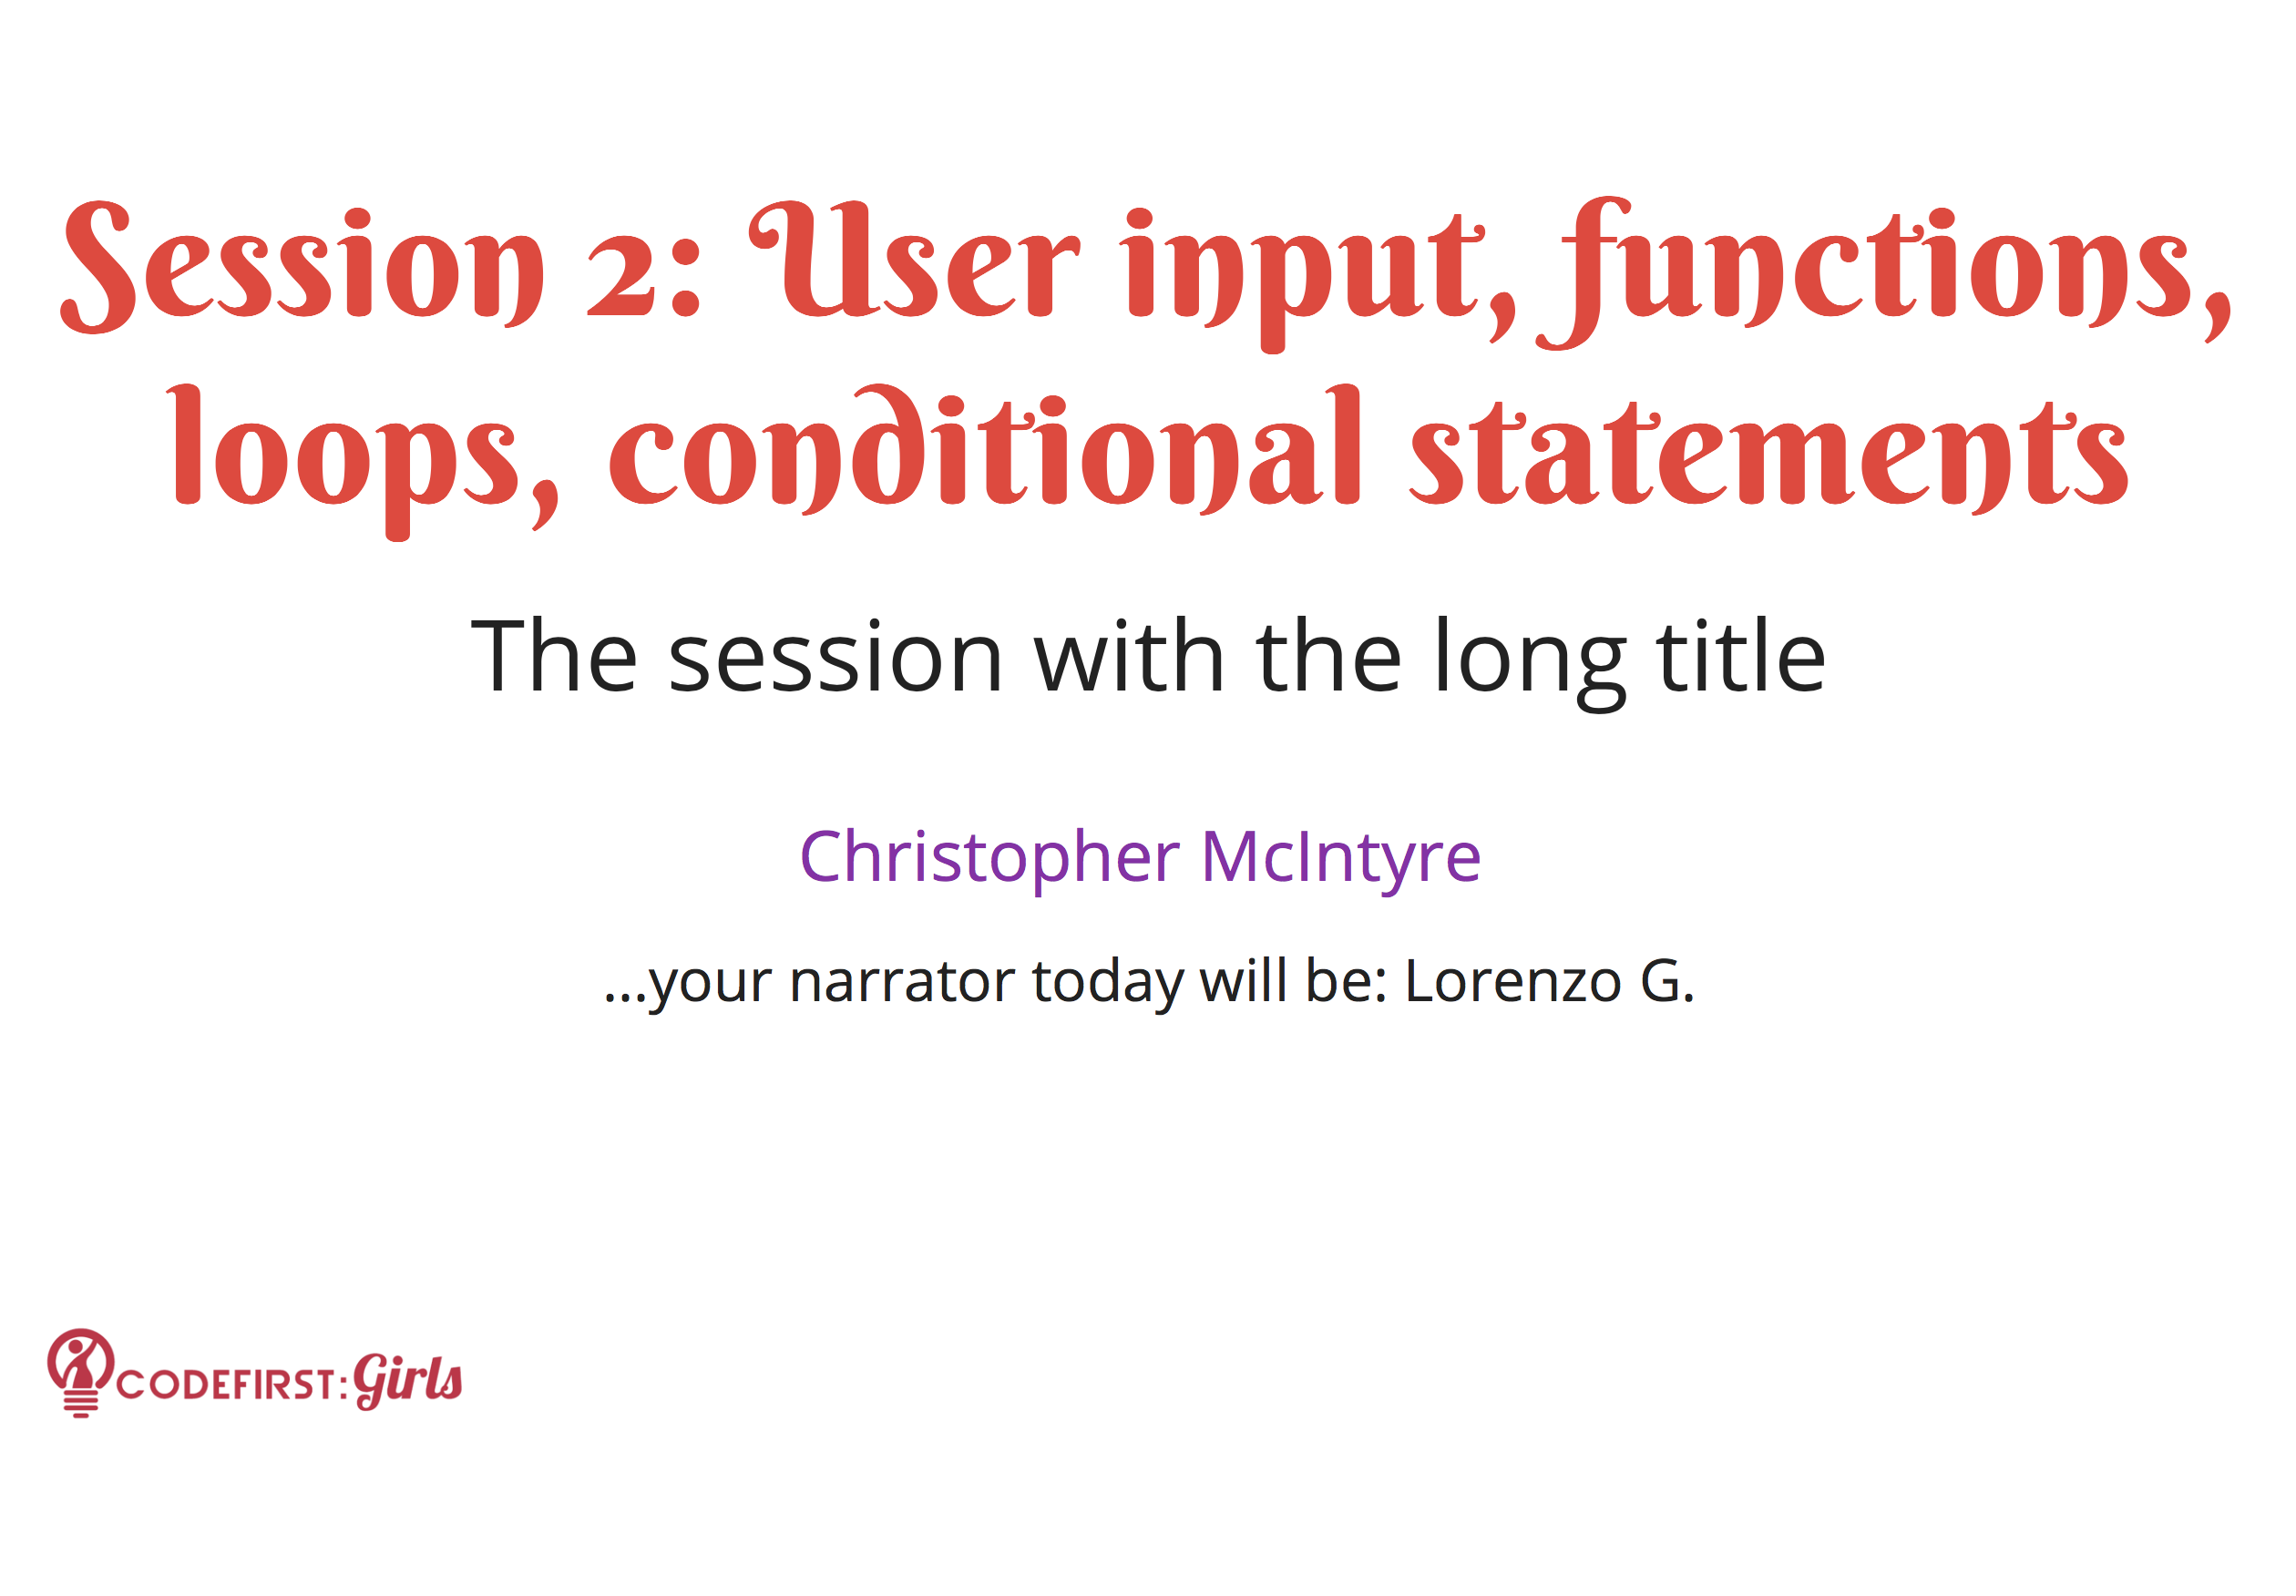 Session 2: User input, functions,
loops, conditional statements
The session with the long title
Christopher McIntyre
...your narrator today will be: Lorenzo G.
CODEFIRST: Girls